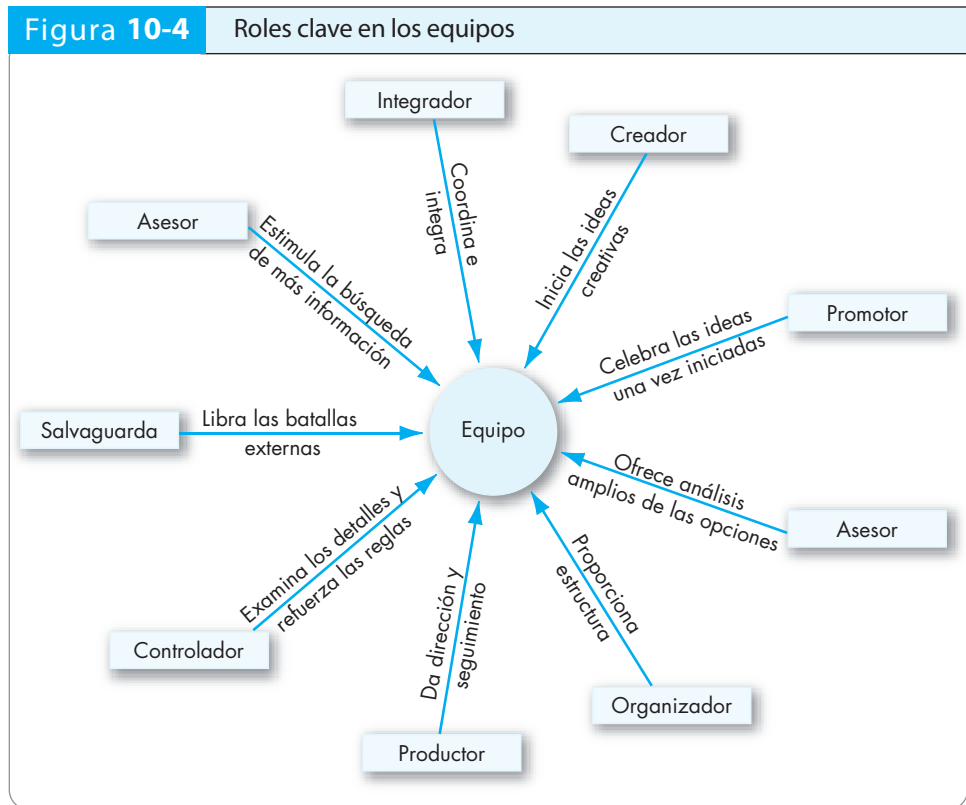 Figura 10-4 Roles clave en los equipos
Integrador
Coordina e
integra
Creador
Inicia las ideas
creativas
Asesor
Estimula la búsqueda
de más información
Promotor
Celebra las ideas
una vez iniciadas
Salvaguarda
Libra las batallas
externas
Equipo
Ofrece análisis
amplios de las opciones
Asesor
Examina los detalles y
refuerza las reglas
Controlador
Da dirección y
seguimiento
Productor
Proporciona
estructura
Organizador